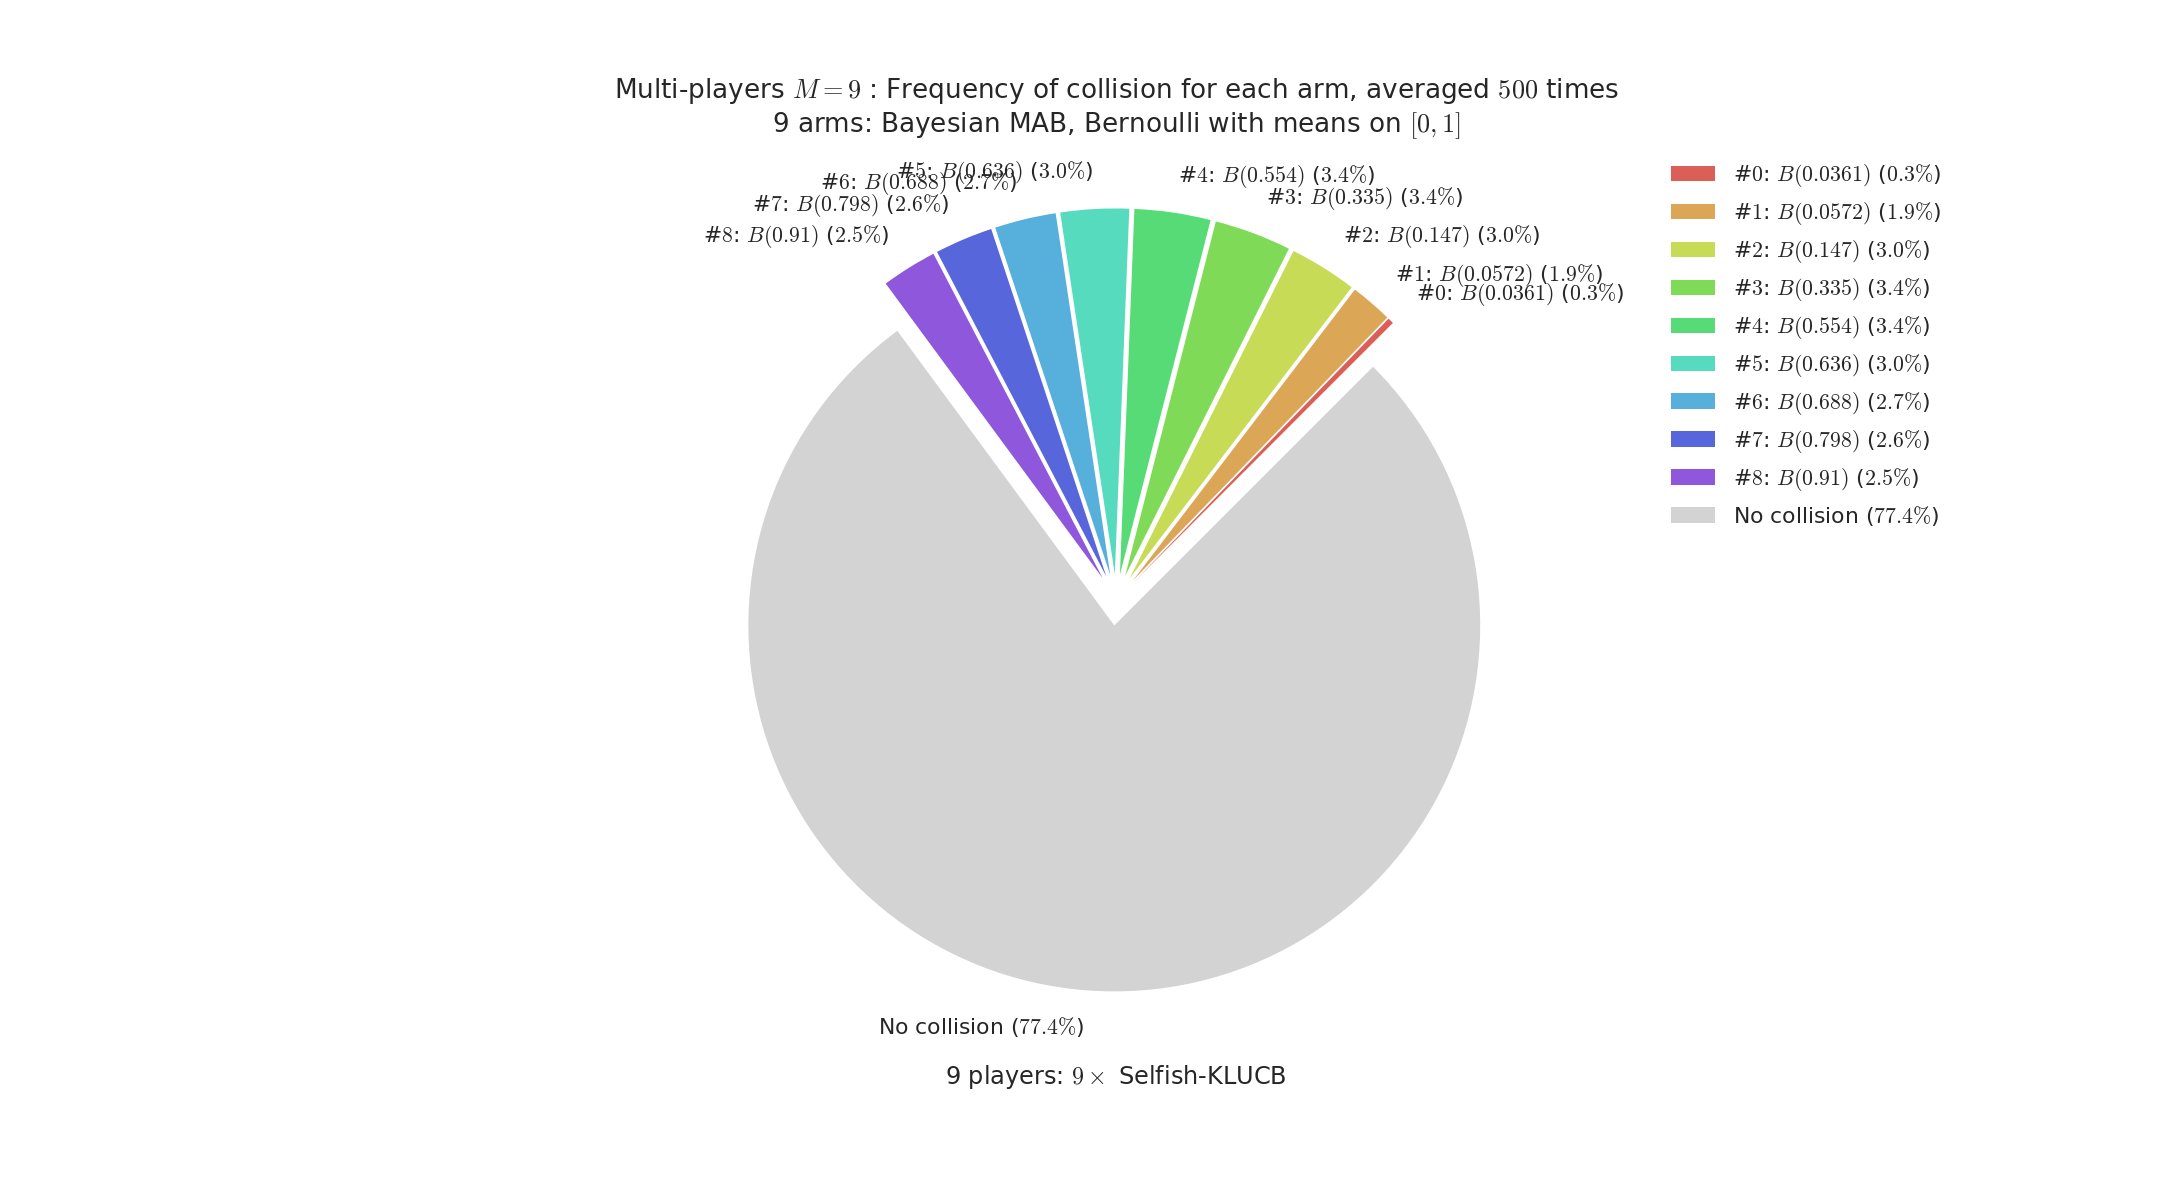 Multi-players M = 9 : Frequency of collision for each arm, averaged 500 times
9 arms: Bayesian MAB, Bernoulli with means on [0, 1]
#5: B(0.636) (3.0%)
#6: B(0.688) (2.7%)
#7: B(0.798) (2.6%)
#8: B(0.91) (2.5%)
#4: B(0.554) (3.4%)
#3: B(0.335) (3.4%)
#2: B(0.147) (3.0%)
#1: B(0.0572) (1.9%)
#0: B(0.0361) (0.3%)
#0: B(0.0361) (0.3%)
#1: B(0.0572) (1.9%)
#2: B(0.147) (3.0%)
#3: B(0.335) (3.4%)
#4: B(0.554) (3.4%)
#5: B(0.636) (3.0%)
#6: B(0.688) (2.7%)
#7: B(0.798) (2.6%)
#8: B(0.91) (2.5%)
No collision (77.4%)
No collision (77.4%)
9 players: 9 × Selfish-KLUCB